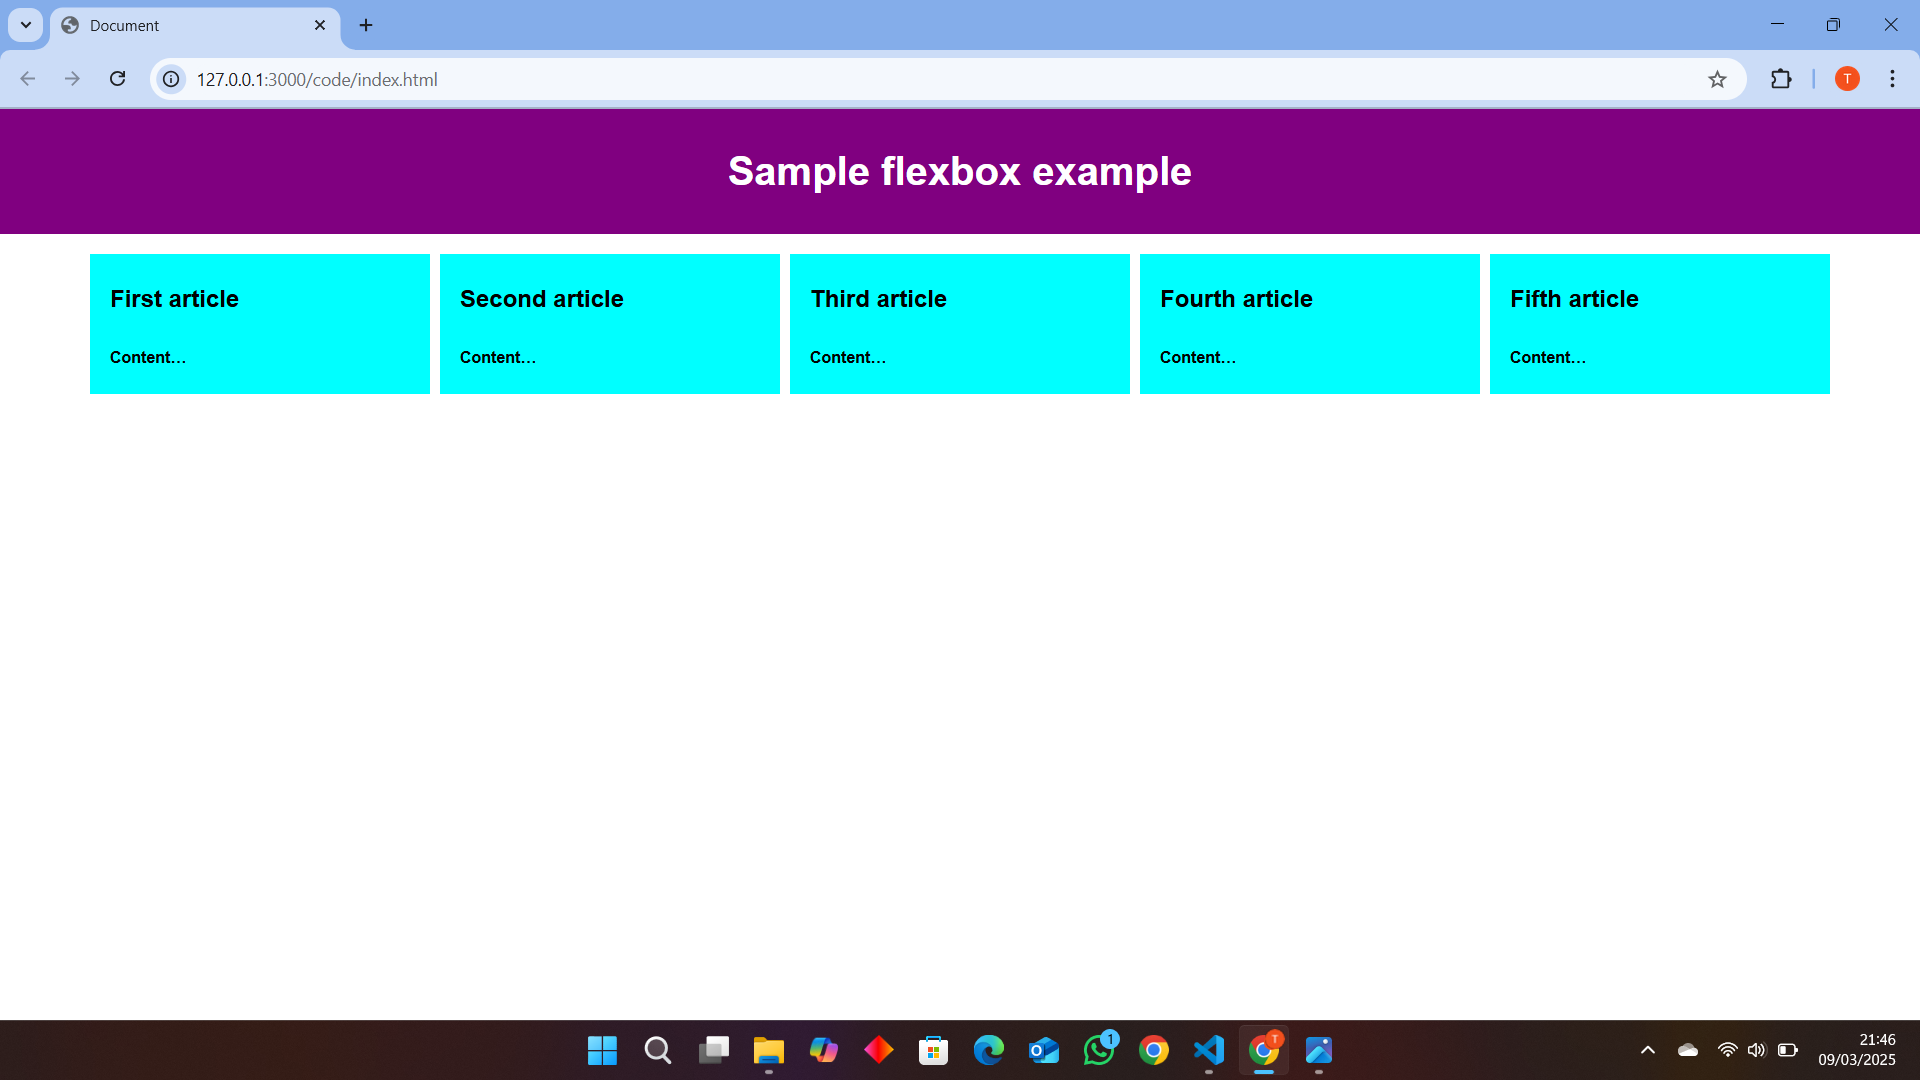 Document
127.0.0.1:3000/code/index.html
T
Sample flexbox example
First article
Content...
Second article
Content...
Third article
Content...
Fourth article
Content...
Fifth article
Content...
1
T
21:46
09/03/2025